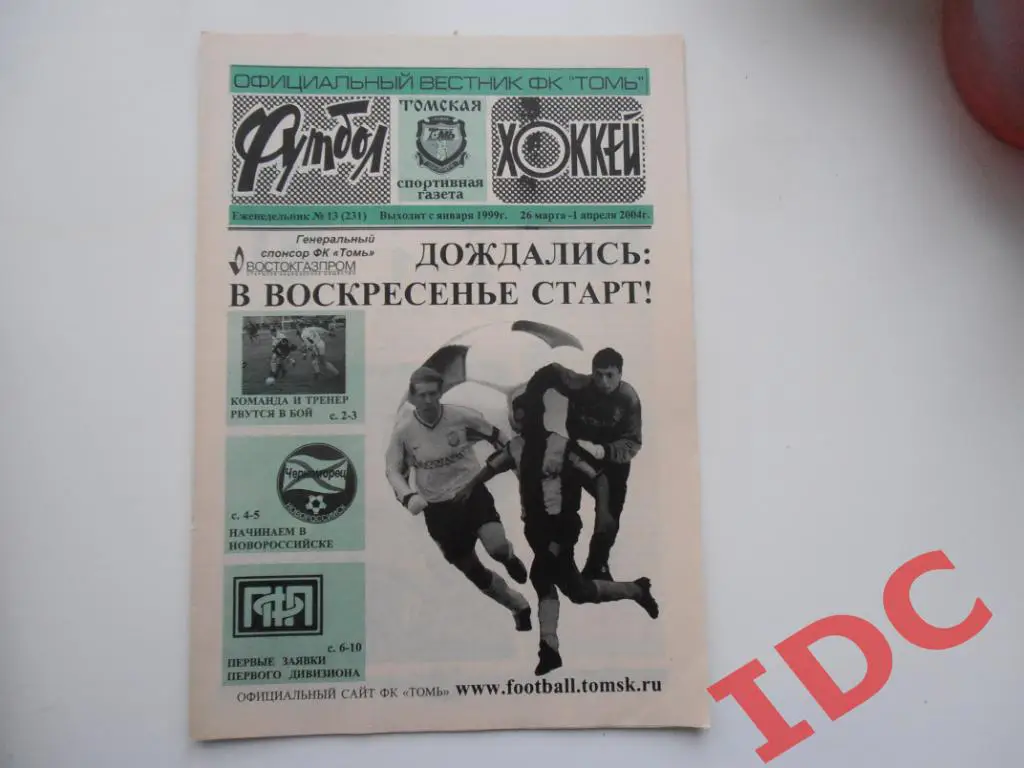 ОФИЦИАЛЬНЫЙ ВЕСТНИК ФК "ТОМЬ"
Футбол
ТОМСКАЯ
ТОМЬ
спортивная
газета
ХОККЕЙ
Еженедельник № 13 (231) Выходит с января 1999г. 26 марта -1 апреля 2004г.
Генеральный
спонсор ФК «Томь»
ВОСТОКГАЗПРОМ
ДОЖДАЛИСЬ:
В ВОСКРЕСЕНЬЕ СТАРТ!
КОМАНДА И ТРЕНЕР
РВУТСЯ В БОЙ с. 2-3
Черноморец
НОВОРОССИЙСК
с. 4-5
НАЧИНАЕМ В
НОВОРОССИЙСКЕ
ПФЛ
с. 6-10
ПЕРВЫЕ ЗАЯВКИ
ПЕРВОГО ДИВИЗИОНА
ОФИЦИАЛЬНЫЙ САЙТ ФК «ТОМЬ» www.football.tomsk.ru
IDC